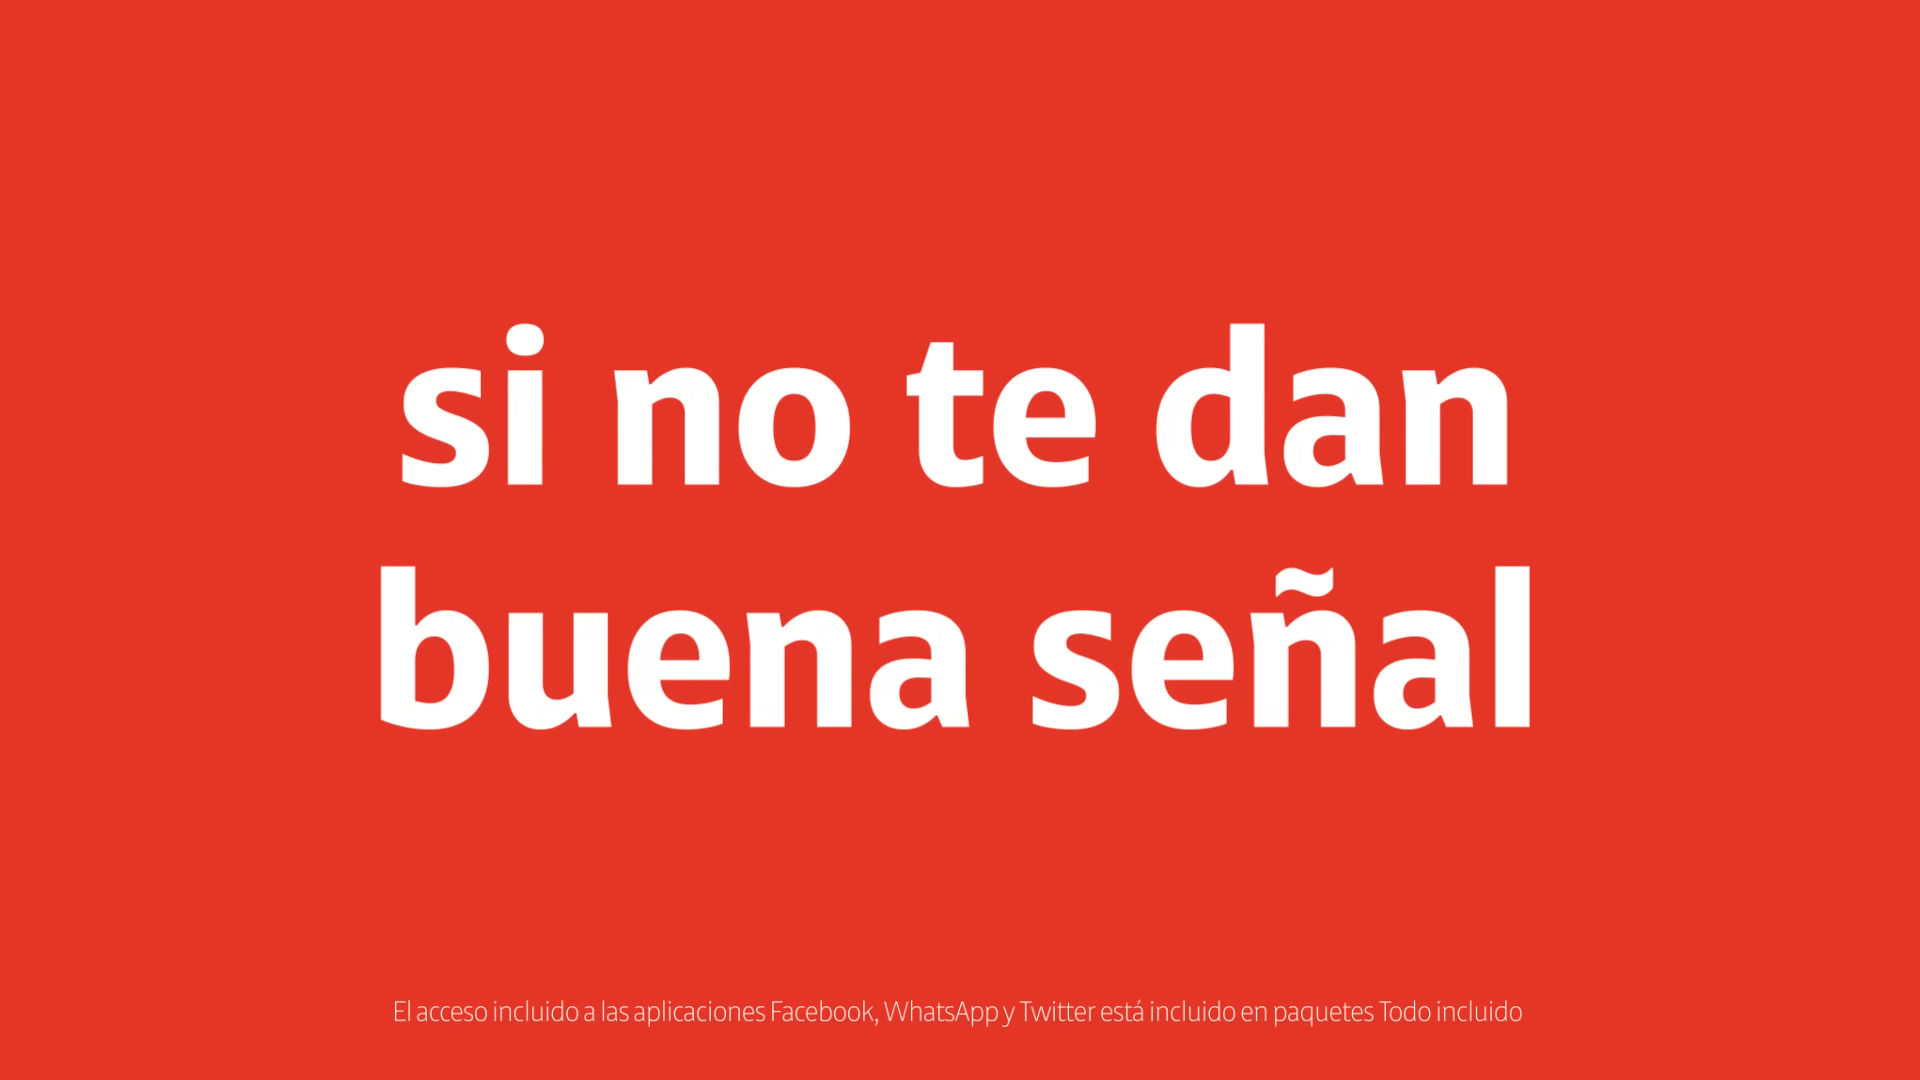 si no te dan
buena señal
El acceso incluido a las aplicaciones Facebook, WhatsApp y Twitter está incluido en paquetes Todo incluido